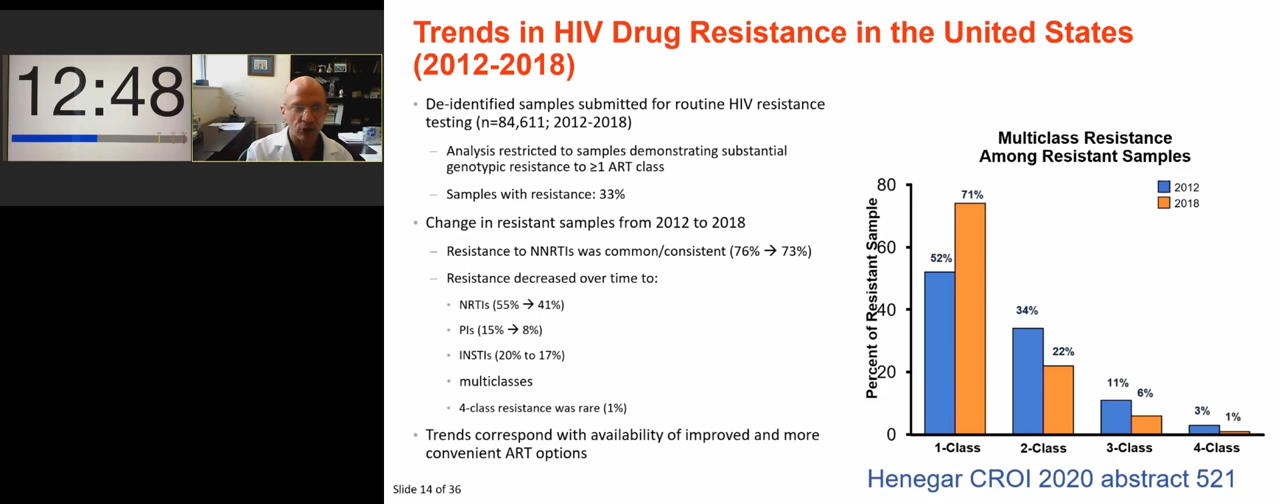 12:48
Trends in HIV Drug Resistance in the United States
(2012-2018)
• De-identified samples submitted for routine HIV resistance
testing (n=84,611; 2012-2018)
– Analysis restricted to samples demonstrating substantial
genotypic resistance to ≥1 ART class
– Samples with resistance: 33%
• Change in resistant samples from 2012 to 2018
– Resistance to NNRTIs was common/consistent (76% → 73%)
– Resistance decreased over time to:
• NRTIs (55% → 41%)
• PIs (15% → 8%)
• INSTIs (20% to 17%)
• multiclasses
• 4-class resistance was rare (1%)
• Trends correspond with availability of improved and more
convenient ART options
Slide 14 of 36
Multiclass Resistance
Among Resistant Samples
2012
2018
Percent of Resistant Sample
80
60
40
20
0
52%
71%
34%
22%
11%
6%
3%
1%
1-Class
2-Class
3-Class
4-Class
Henegar CROI 2020 abstract 521